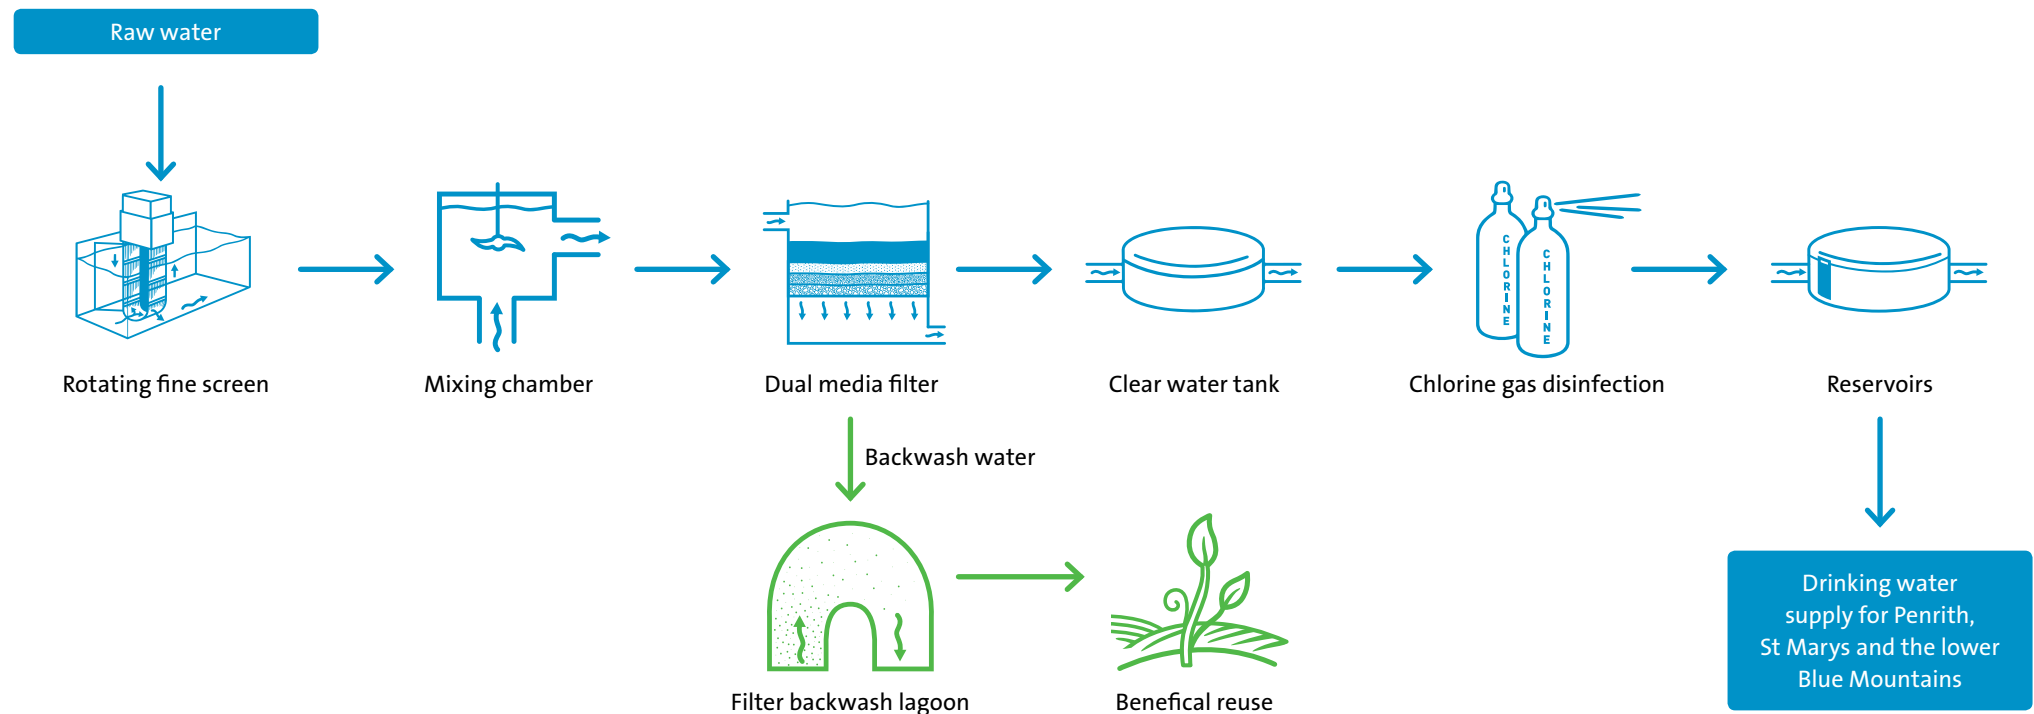 Raw water
CHLORINE
CHLORINE
Rotating fine screen
Mixing chamber
Dual media filter
Clear water tank
Chlorine gas disinfection
Reservoirs
Backwash water
Drinking water
supply for Penrith,
St Marys and the lower
Blue Mountains
Filter backwash lagoon
Benefical reuse